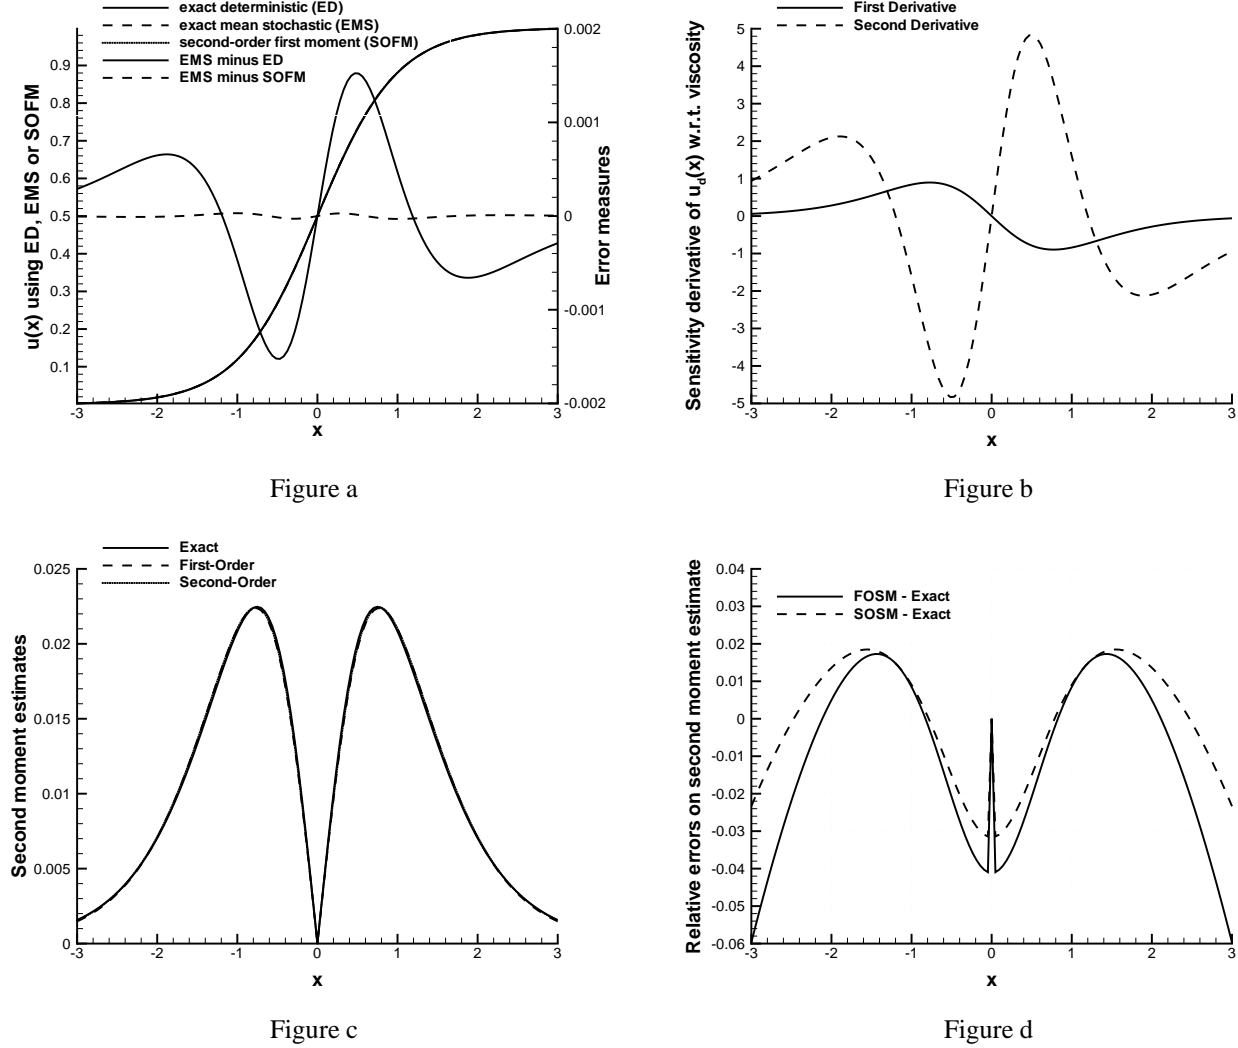 exact deterministic (ED)
exact mean stochastic (EMS)
second-order first moment (SOFM)
EMS minus ED
EMS minus SOFM
u(x) using ED, EMS or SOFM
0.9
0.8
0.7
0.6
0.5
0.4
0.3
0.2
0.1
0.002
0.001
0
-0.001
-0.002
Error measures
-3 -2 -1 0 1 2 3
x
Figure a
First Derivative
Second Derivative
Sensitivity derivative of u_d(x) w.r.t. viscosity
5
4
3
2
1
0
-1
-2
-3
-4
-5
-3 -2 -1 0 1 2 3
x
Figure b
Exact
First-Order
Second-Order
Second moment estimates
0.025
0.02
0.015
0.01
0.005
0
-3 -2 -1 0 1 2 3
x
Figure c
FOSM - Exact
SOSM - Exact
Relative errors on second moment estimate
0.04
0.03
0.02
0.01
0
-0.01
-0.02
-0.03
-0.04
-0.05
-0.06
-3 -2 -1 0 1 2 3
x
Figure d